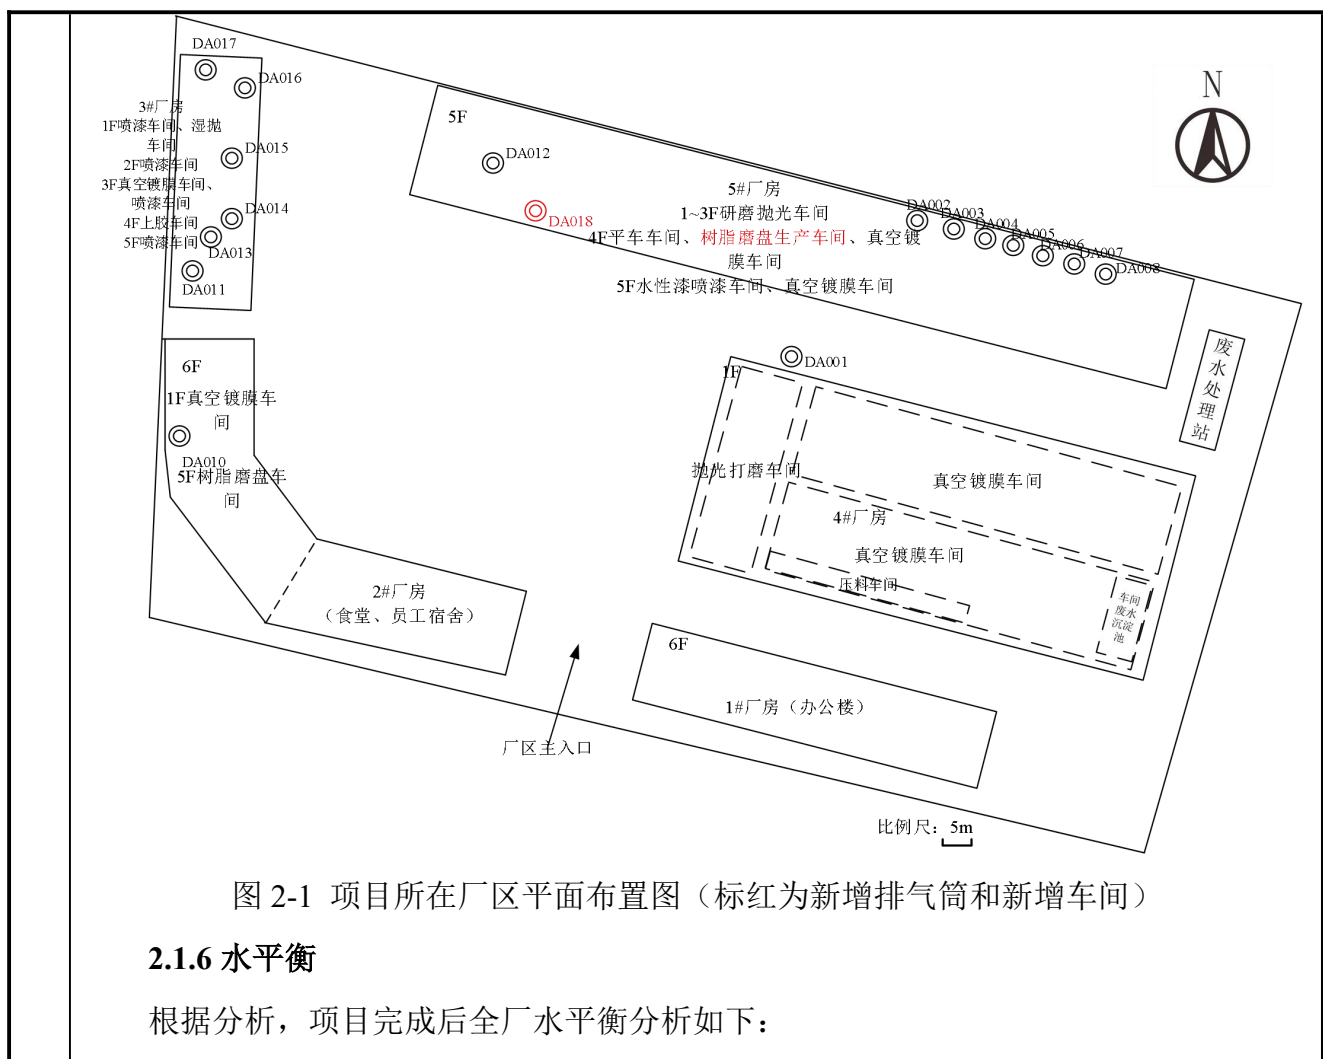 DA017
DA016
3#厂房
1F喷漆车间、湿抛
车间
2F喷漆车间
3F真空镀膜车间、
喷漆车间
4F上胶车间
5F喷漆车间
DA015
DA014
DA013
DA011
5F
DA012
DA018
5#厂房
1~3F研磨抛光车间
4F平车车间、树脂磨盘生产车间、真空镀
膜车间
5F水性漆喷漆车间、真空镀膜车间
DA002
DA003
DA004
DA005
DA006
DA007
DA008
N
废水处理站
6F
1F真空镀膜车
间
DA010
5F树脂磨盘车
间
2#厂房
（食堂、员工宿舍）
DA001
1F
抛光打磨车间
真空镀膜车间
4#厂房
真空镀膜车间
压料车间
车间
废水
沉淀
池
6F
1#厂房（办公楼）
厂区主入口
比例尺：5m
图 2-1 项目所在厂区平面布置图（标红为新增排气筒和新增车间）
2.1.6 水平衡
根据分析，项目完成后全厂水平衡分析如下：